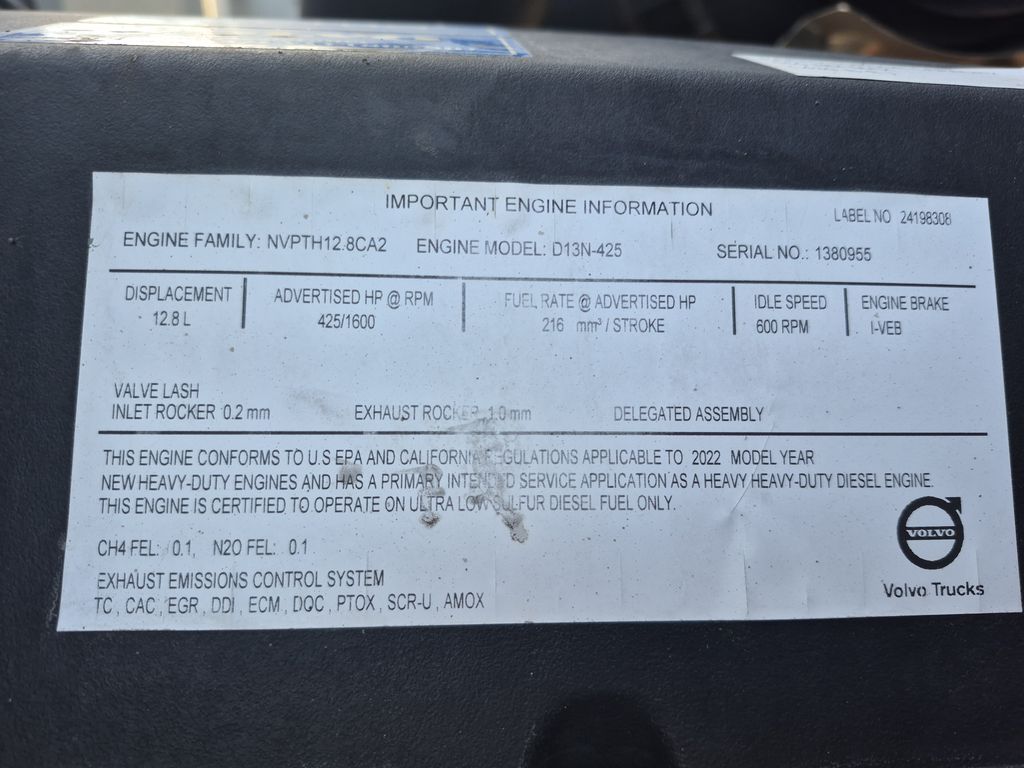 IMPORTANT ENGINE INFORMATION
LABEL NO 24198308
ENGINE FAMILY: NVPTH12.8CA2 ENGINE MODEL: D13N-425 SERIAL NO.: 1380955
DISPLACEMENT ADVERTISED HP @ RPM FUEL RATE @ ADVERTISED HP IDLE SPEED ENGINE BRAKE
12.8 L 425/1600 216 mm³ / STROKE 600 RPM I-VEB
VALVE LASH
INLET ROCKER 0.2 mm EXHAUST ROCKER 1.0 mm DELEGATED ASSEMBLY
THIS ENGINE CONFORMS TO U.S EPA AND CALIFORNIA REGULATIONS APPLICABLE TO 2022 MODEL YEAR
NEW HEAVY-DUTY ENGINES AND HAS A PRIMARY INTENDED SERVICE APPLICATION AS A HEAVY HEAVY-DUTY DIESEL ENGINE.
THIS ENGINE IS CERTIFIED TO OPERATE ON ULTRA LOW SULFUR DIESEL FUEL ONLY.
CH4 FEL: 0.1, N2O FEL: 0.1
EXHAUST EMISSIONS CONTROL SYSTEM
TC , CAC , EGR , DDI , ECM , DOC , PTOX , SCR-U , AMOX
VOLVO
Volvo Trucks